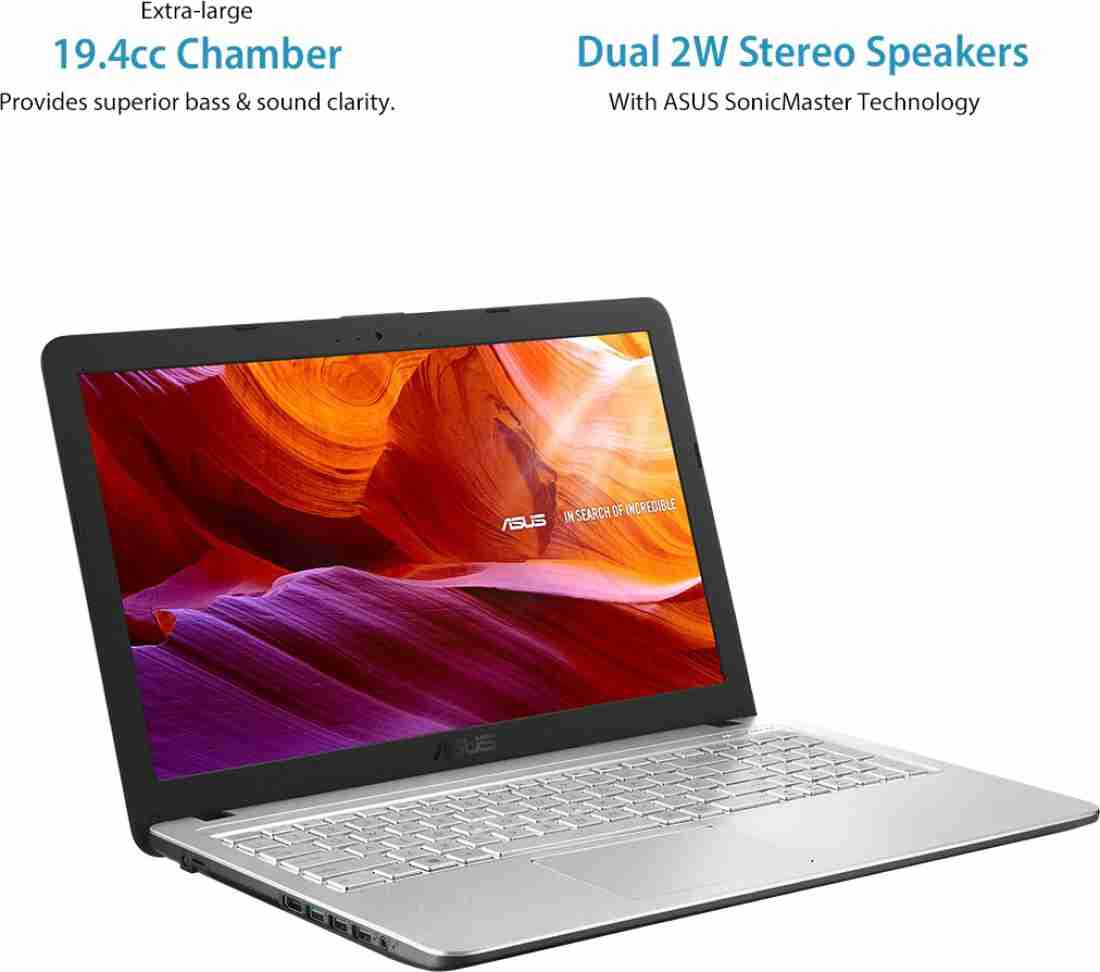 Extra-large
19.4cc Chamber
Provides superior bass & sound clarity.
Dual 2W Stereo Speakers
With ASUS SonicMaster Technology
ASUS IN SEARCH OF INCREDIBLE
ASUS